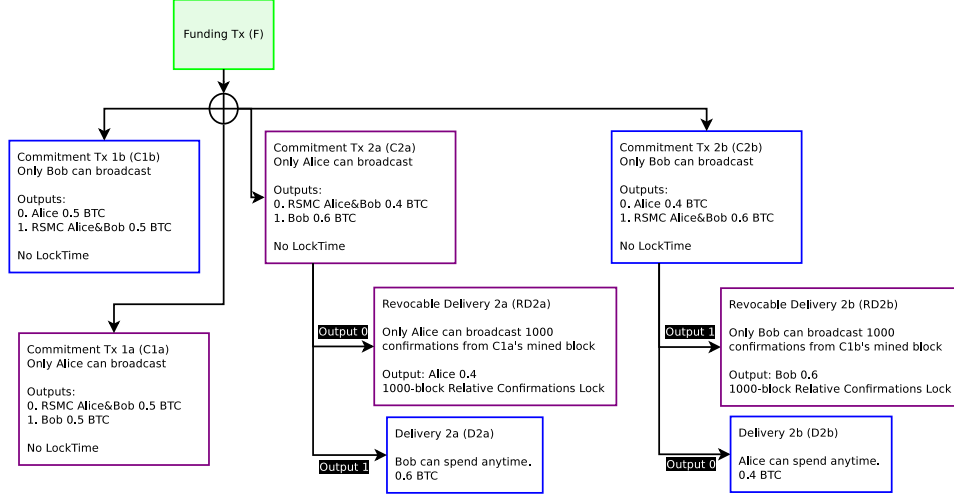 Funding Tx (F)
Commitment Tx 1b (C1b)
Only Bob can broadcast
Outputs:
0. Alice 0.5 BTC
1. RSMC Alice&Bob 0.5 BTC
No LockTime
Commitment Tx 2a (C2a)
Only Alice can broadcast
Outputs:
0. RSMC Alice&Bob 0.4 BTC
1. Bob 0.6 BTC
No LockTime
Commitment Tx 2b (C2b)
Only Bob can broadcast
Outputs:
0. Alice 0.4 BTC
1. RSMC Alice&Bob 0.6 BTC
No LockTime
Commitment Tx 1a (C1a)
Only Alice can broadcast
Outputs:
0. RSMC Alice&Bob 0.5 BTC
1. Bob 0.5 BTC
No LockTime
Output 0
Revocable Delivery 2a (RD2a)
Only Alice can broadcast 1000
confirmations from C1a's mined block
Output: Alice 0.4
1000-block Relative Confirmations Lock
Output 1
Revocable Delivery 2b (RD2b)
Only Bob can broadcast 1000
confirmations from C1b's mined block
Output: Bob 0.6
1000-block Relative Confirmations Lock
Output 1
Delivery 2a (D2a)
Bob can spend anytime.
0.6 BTC
Output 0
Delivery 2b (D2b)
Alice can spend anytime.
0.4 BTC